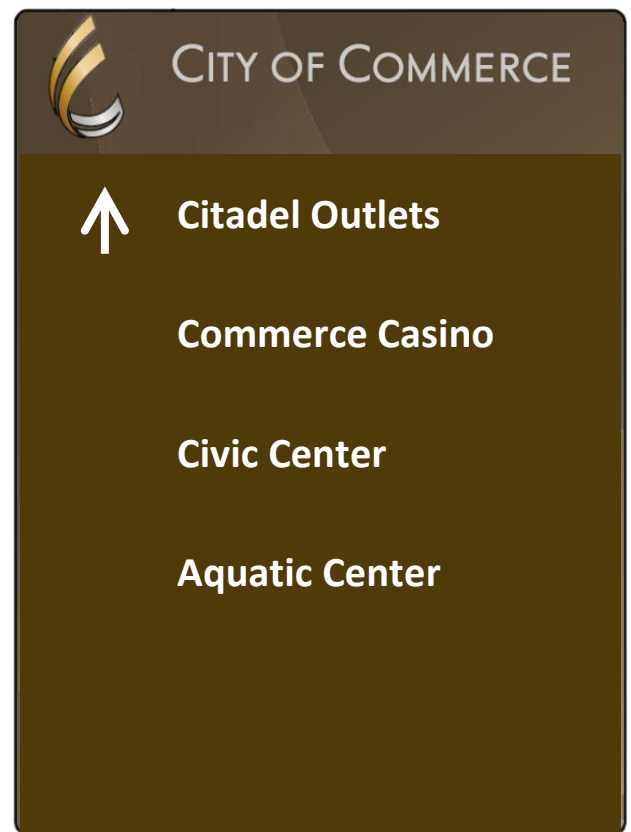 CITY OF COMMERCE
Citadel Outlets
Commerce Casino
Civic Center
Aquatic Center